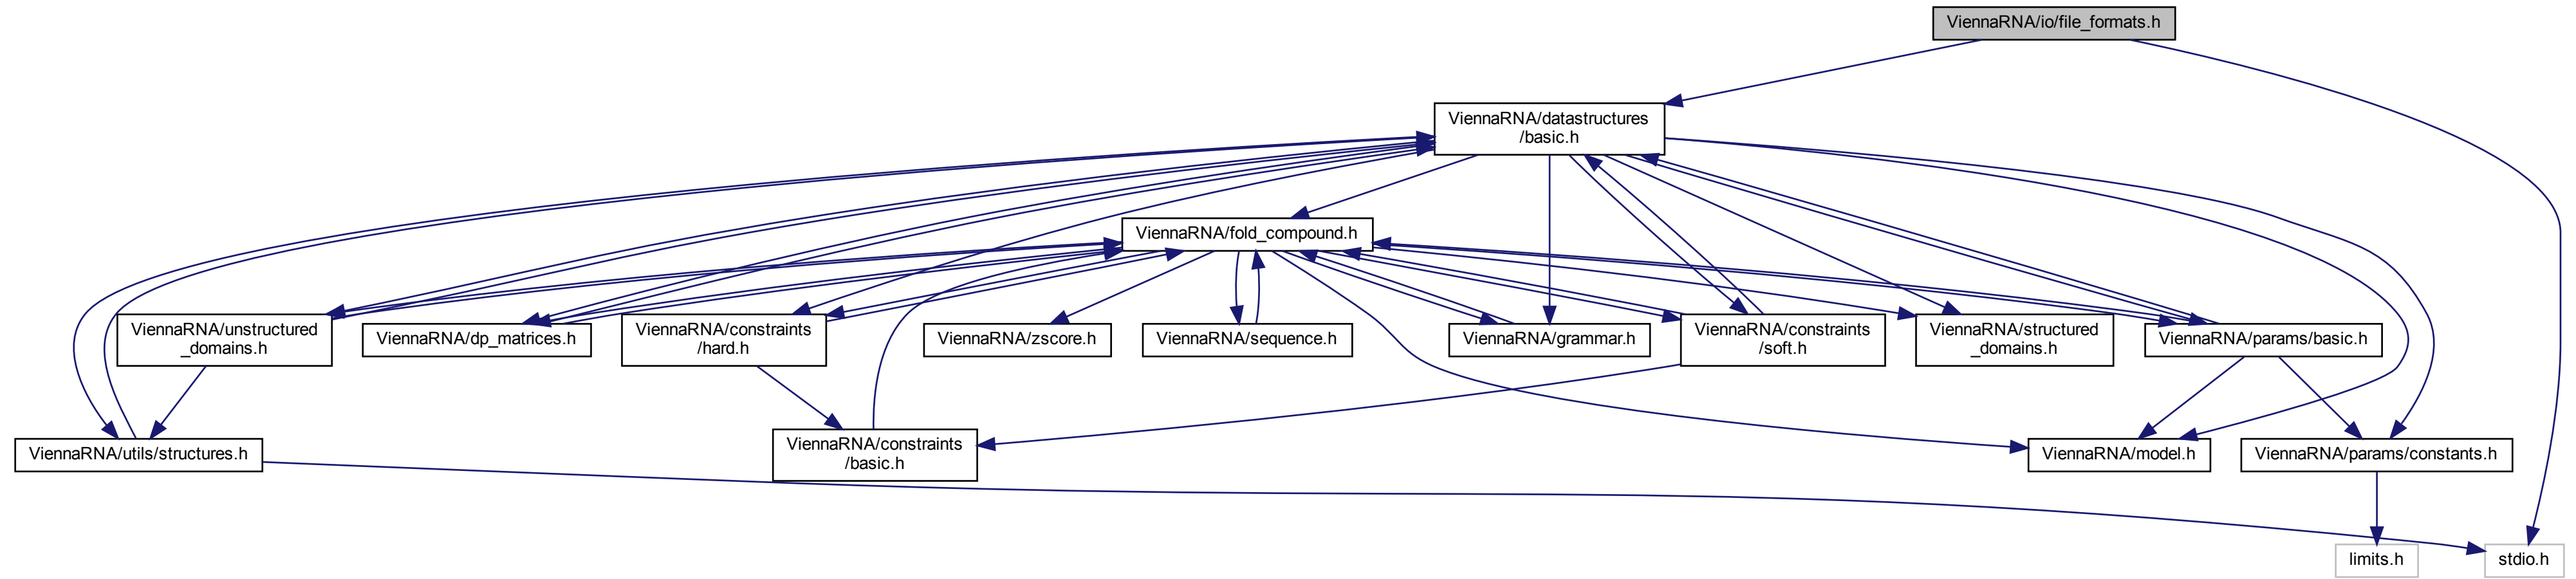 ViennaRNA/io/file_formats.h
ViennaRNA/datastructures
/basic.h
ViennaRNA/fold_compound.h
ViennaRNA/unstructured
_domains.h
ViennaRNA/dp_matrices.h
ViennaRNA/constraints
/hard.h
ViennaRNA/zscore.h
ViennaRNA/sequence.h
ViennaRNA/grammar.h
ViennaRNA/constraints
/soft.h
ViennaRNA/structured
_domains.h
ViennaRNA/params/basic.h
ViennaRNA/utils/structures.h
ViennaRNA/constraints
/basic.h
ViennaRNA/model.h
ViennaRNA/params/constants.h
limits.h
stdio.h